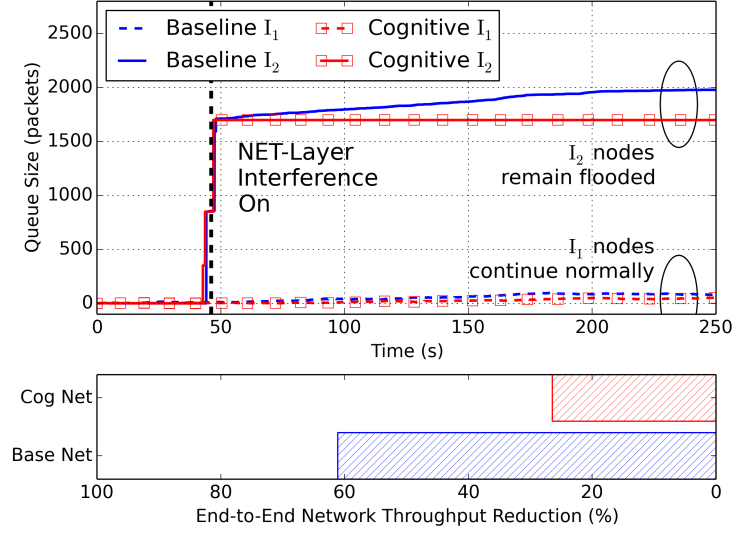 Baseline I1 Cognitive I1
Baseline I2 Cognitive I2
2500
2000
1500
1000
500
0
Queue Size (packets)
NET-Layer
Interference
On
I2 nodes
remain flooded
I1 nodes
continue normally
0 50 100 150 200 250
Time (s)
Cog Net
Base Net
100 80 60 40 20 0
End-to-End Network Throughput Reduction (%)